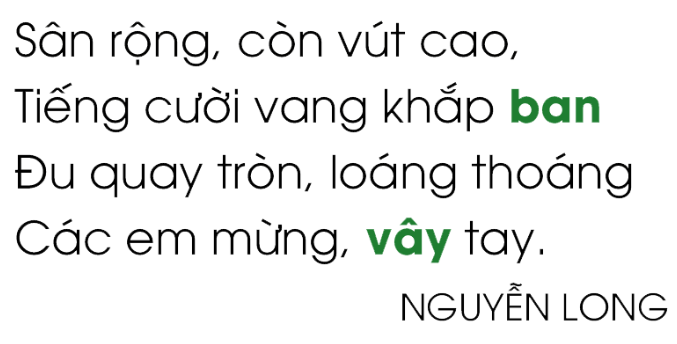 Sân rộng, còn vút cao,
Tiếng cười vang khắp ban
Đu quay tròn, loáng thoáng
Các em mừng, vây tay.
NGUYỄN LONG